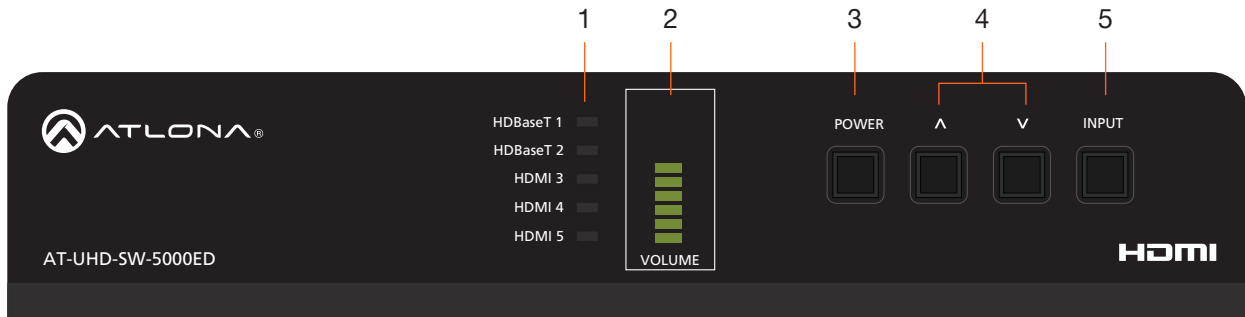 1 2 3 4 5
ATLONA®
HDBaseT 1
HDBaseT 2
HDMI 3
HDMI 4
HDMI 5
VOLUME
POWER ∧ ∨ INPUT
AT-UHD-SW-5000ED
HDMI